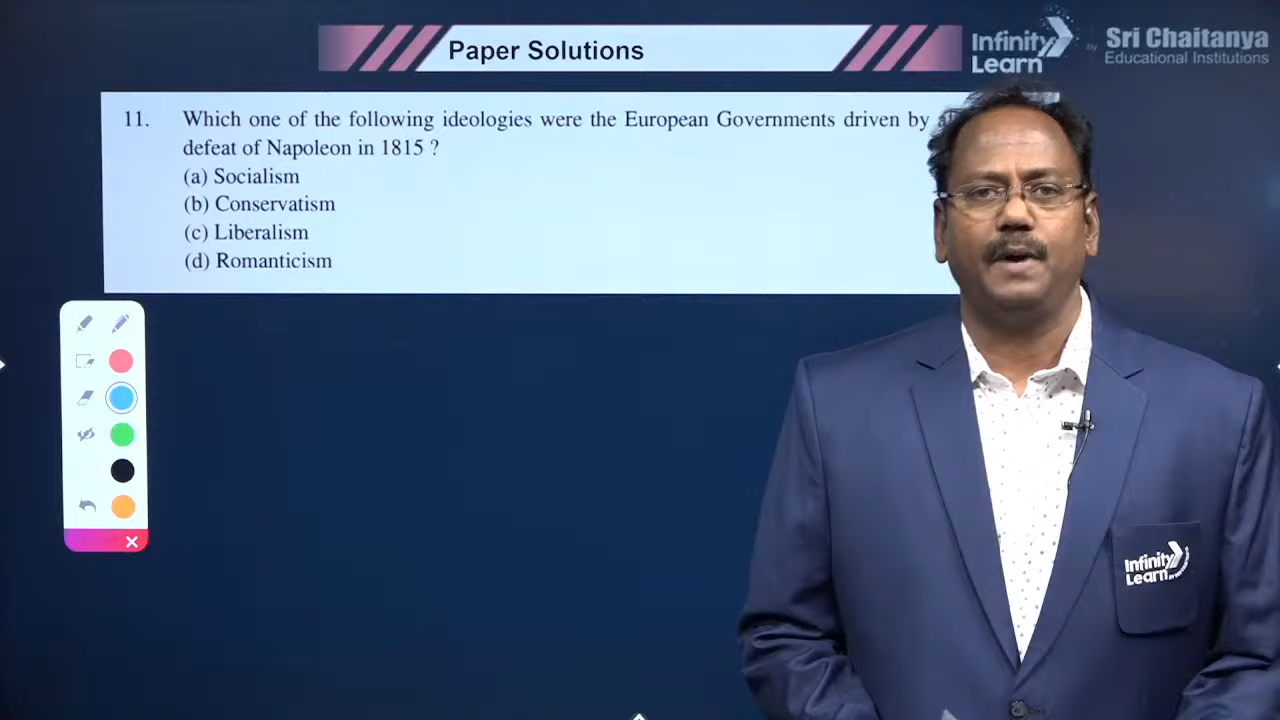 Paper Solutions
Infinity
Learn
by
Sri Chaitanya
Educational Institutions
11. Which one of the following ideologies were the European Governments driven by
defeat of Napoleon in 1815 ?
(a) Socialism
(b) Conservatism
(c) Liberalism
(d) Romanticism
Infinity
Learn